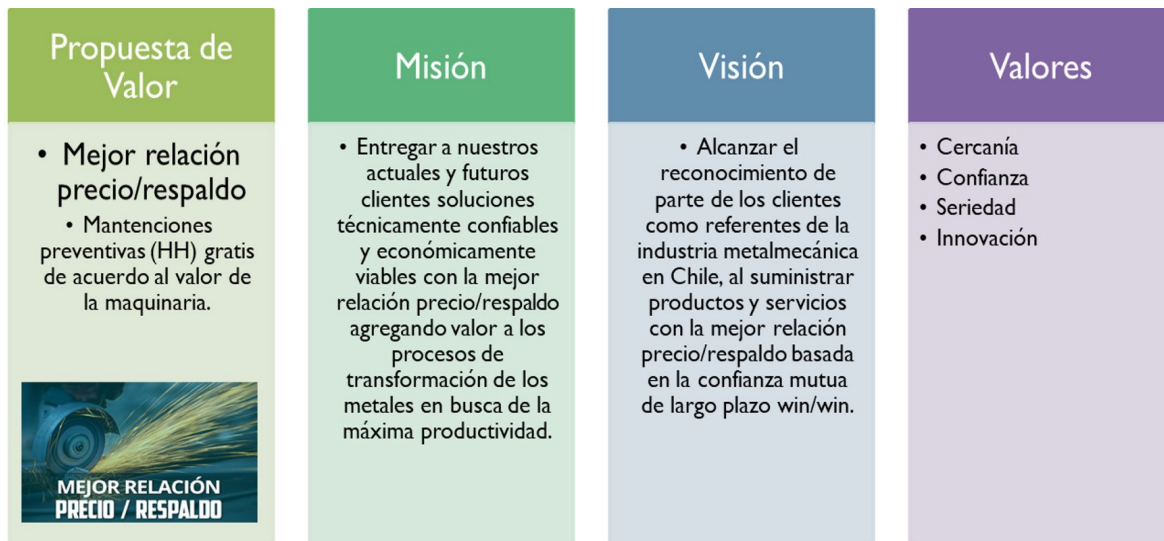 Propuesta de
Valor
• Mejor relación
precio/respaldo
• Mantenciones
preventivas (HH) gratis
de acuerdo al valor de
la maquinaria.
MEJOR RELACIÓN
PRECIO / RESPALDO
Misión
• Entregar a nuestros
actuales y futuros
clientes soluciones
técnicamente confiables
y económicamente
viables con la mejor
relación precio/respaldo
agregando valor a los
procesos de
transformación de los
metales en busca de la
máxima productividad.
Visión
• Alcanzar el
reconocimiento de
parte de los clientes
como referentes de la
industria metalmecánica
en Chile, al suministrar
productos y servicios
con la mejor relación
precio/respaldo basada
en la confianza mutua
de largo plazo win/win.
Valores
• Cercanía
• Confianza
• Seriedad
• Innovación